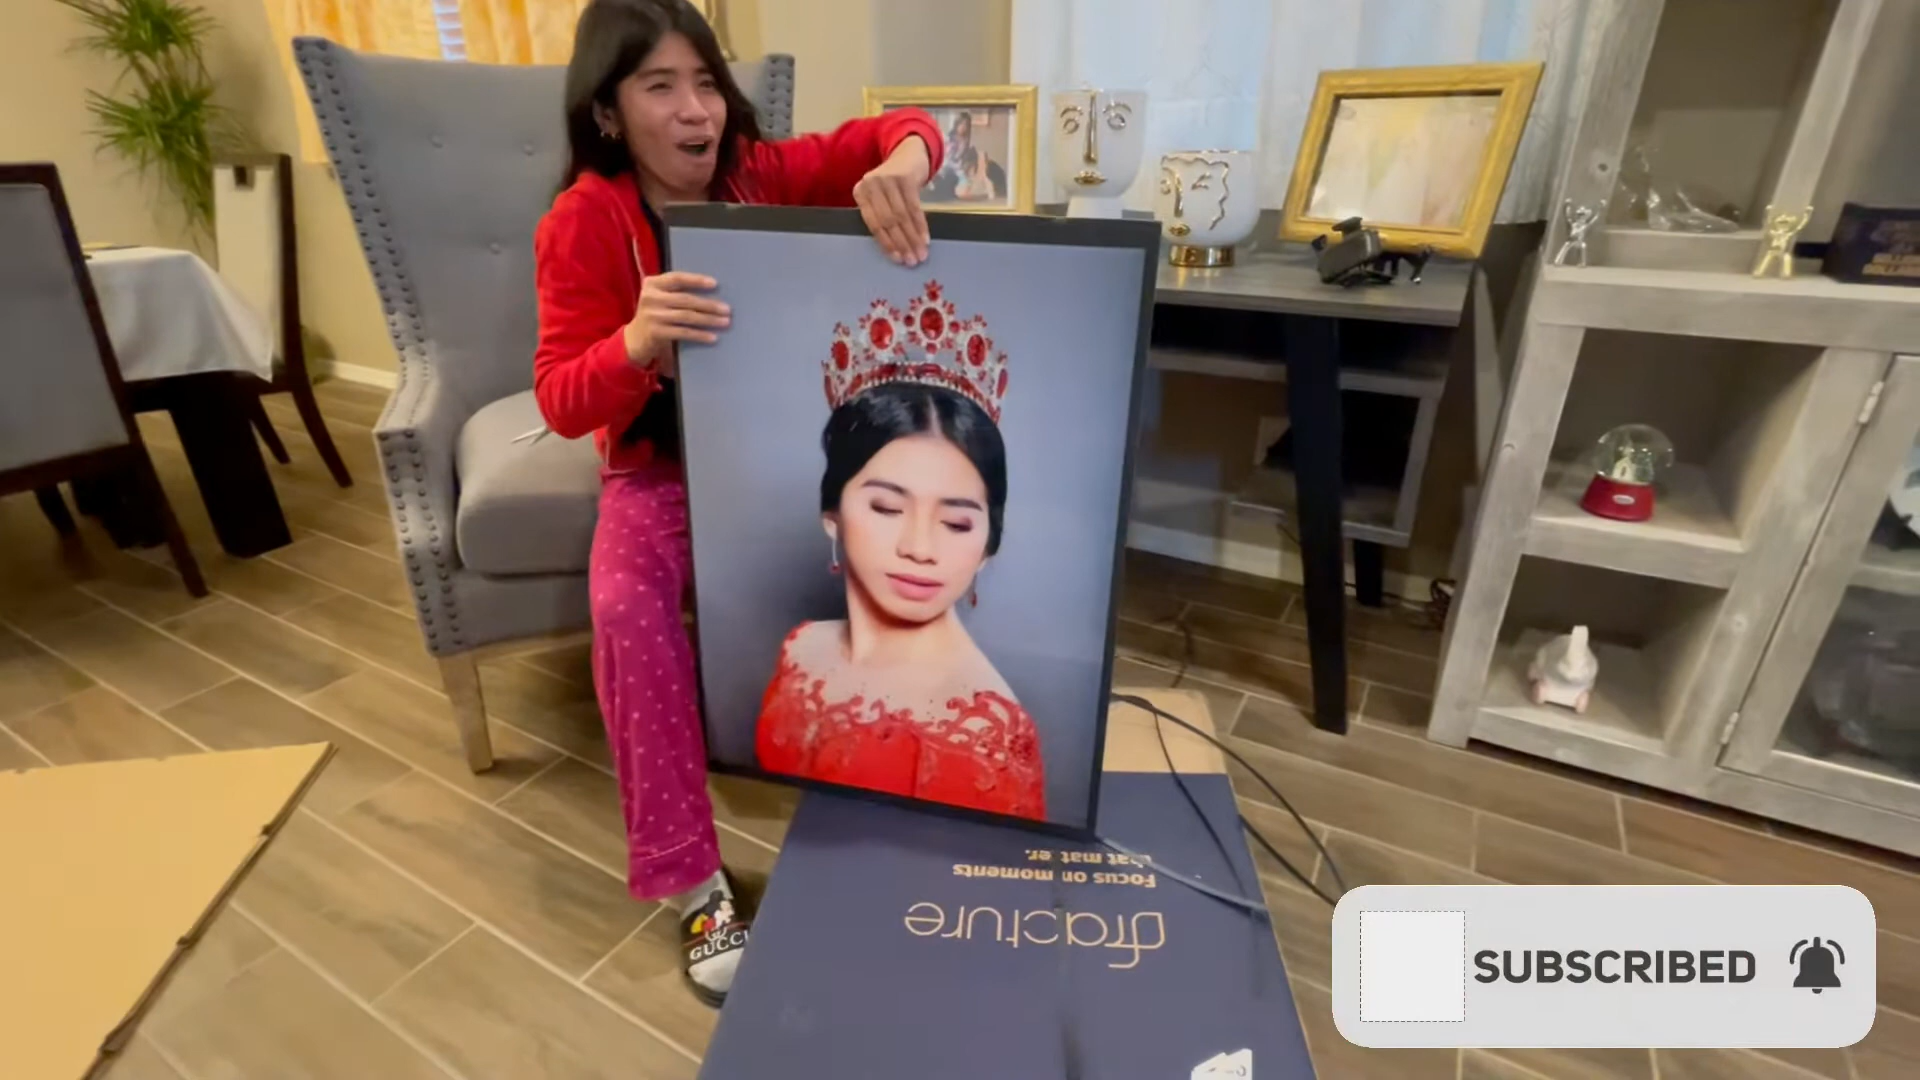 GUCCI
Focus on moments
that matter.
fracture
SUBSCRIBED